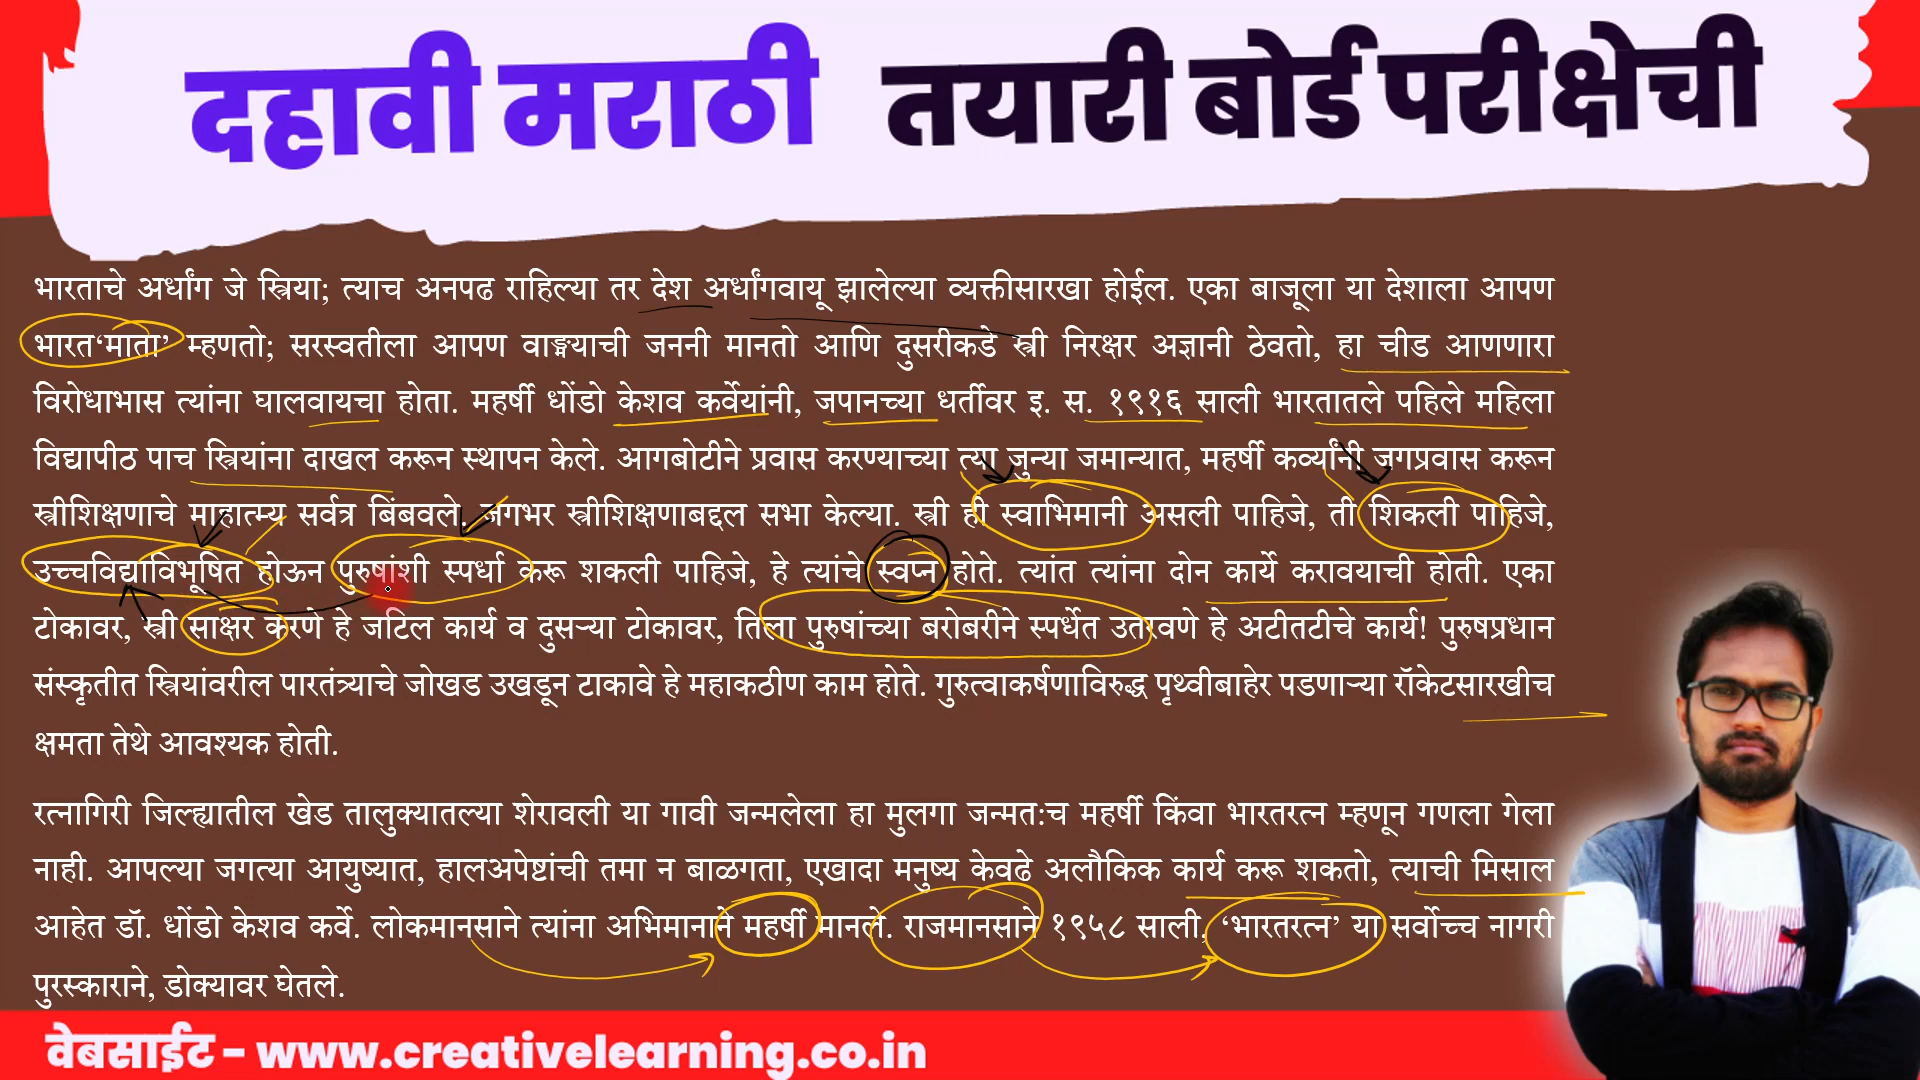 दहावी मराठी तयारी बोर्ड परीक्षेची
भारताचे अर्धांग जे स्त्रिया; त्याच अनपढ राहिल्या तर देश अर्धांगवायू झालेल्या व्यक्तीसारखा होईल. एका बाजूला या देशाला आपण
भारत‘माता’ म्हणतो; सरस्वतीला आपण वाङ्मयाची जननी मानतो आणि दुसरीकडे स्त्री निरक्षर अज्ञानी ठेवतो, हा चीड आणणारा
विरोधाभास त्यांना घालवायचा होता. महर्षी धोंडो केशव कर्वेयांनी, जपानच्या धर्तीवर इ. स. १९१६ साली भारतातले पहिले महिला
विद्यापीठ पाच स्त्रियांना दाखल करून स्थापन केले. आगबोटीने प्रवास करण्याच्या त्या जुन्या जमान्यात, महर्षी कर्व्यांनी जगप्रवास करून
स्त्रीशिक्षणाचे माहात्म्य सर्वत्र बिंबवले. जगभर स्त्रीशिक्षणाबद्दल सभा केल्या. स्त्री ही स्वाभिमानी असली पाहिजे, ती शिकली पाहिजे,
उच्चविद्याविभूषित होऊन पुरुषांशी स्पर्धा करू शकली पाहिजे, हे त्यांचे स्वप्न होते. त्यांत त्यांना दोन कार्ये करावयाची होती. एका
टोकावर, स्त्री साक्षर करणे हे जटिल कार्य व दुसऱ्या टोकावर, तिला पुरुषांच्या बरोबरीने स्पर्धेत उतरवणे हे अटीतटीचे कार्य! पुरुषप्रधान
संस्कृतीत स्त्रियांवरील पारतंत्र्याचे जोखड उखडून टाकावे हे महाकठीण काम होते. गुरुत्वाकर्षणाविरुद्ध पृथ्वीबाहेर पडणाऱ्या रॉकेटसारखीच
क्षमता तेथे आवश्यक होती.
रत्नागिरी जिल्ह्यातील खेड तालुक्यातल्या शेरावली या गावी जन्मलेला हा मुलगा जन्मत:च महर्षी किंवा भारतरत्न म्हणून गणला गेला
नाही. आपल्या जगत्या आयुष्यात, हालअपेष्टांची तमा न बाळगता, एखादा मनुष्य केवढे अलौकिक कार्य करू शकतो, त्याची मिसाल
आहेत डॉ. धोंडो केशव कर्वे. लोकमानसाने त्यांना अभिमानाने महर्षी मानले. राजमानसाने १९५८ साली, ‘भारतरत्न’ या सर्वोच्च नागरी
पुरस्काराने, डोक्यावर घेतले.
वेबसाईट - www.creativelearning.co.in